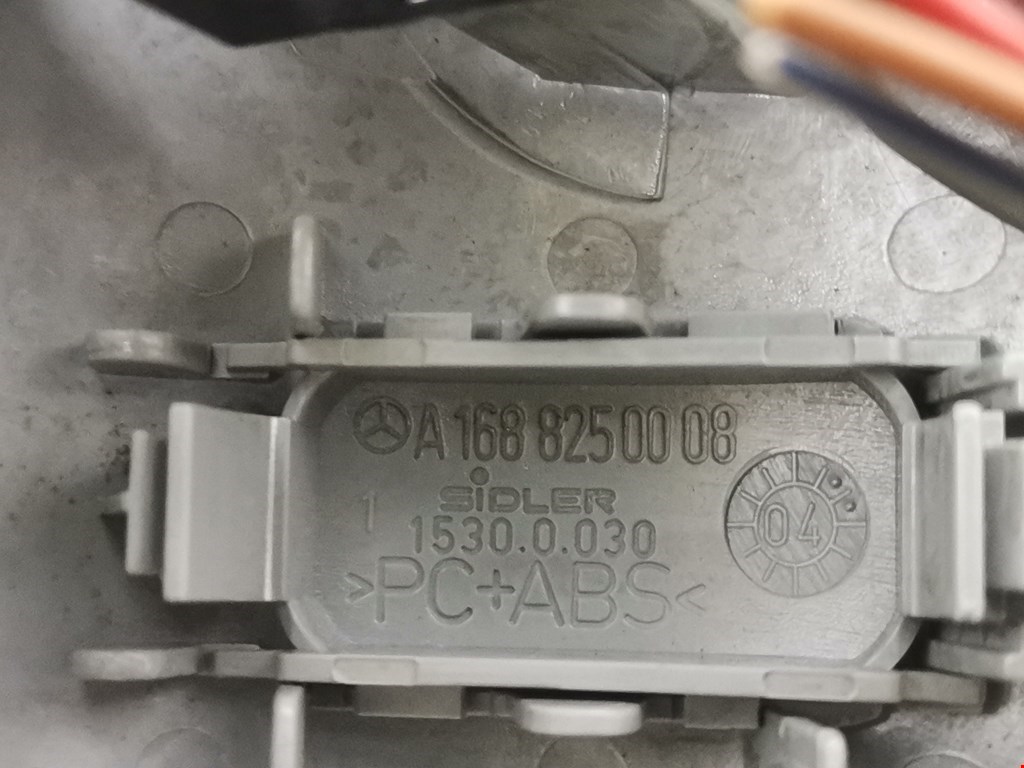 A 168 825 00 08
SiDLER
1
1530.0.030
>PC+ABS<
04